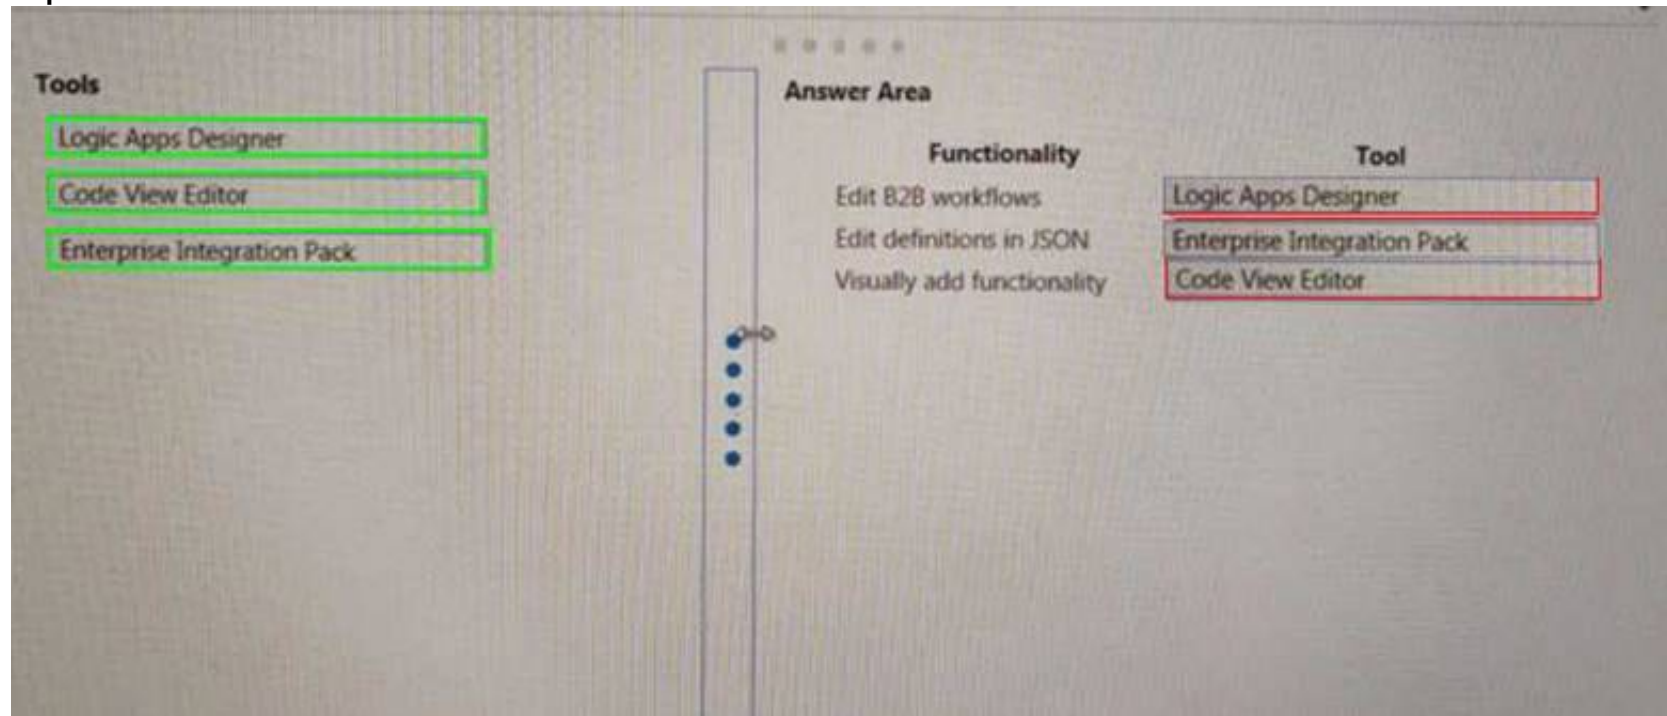 Tools
Logic Apps Designer
Code View Editor
Enterprise Integration Pack
Answer Area
Functionality Tool
Edit B2B workflows Logic Apps Designer
Edit definitions in JSON Enterprise Integration Pack
Visually add functionality Code View Editor